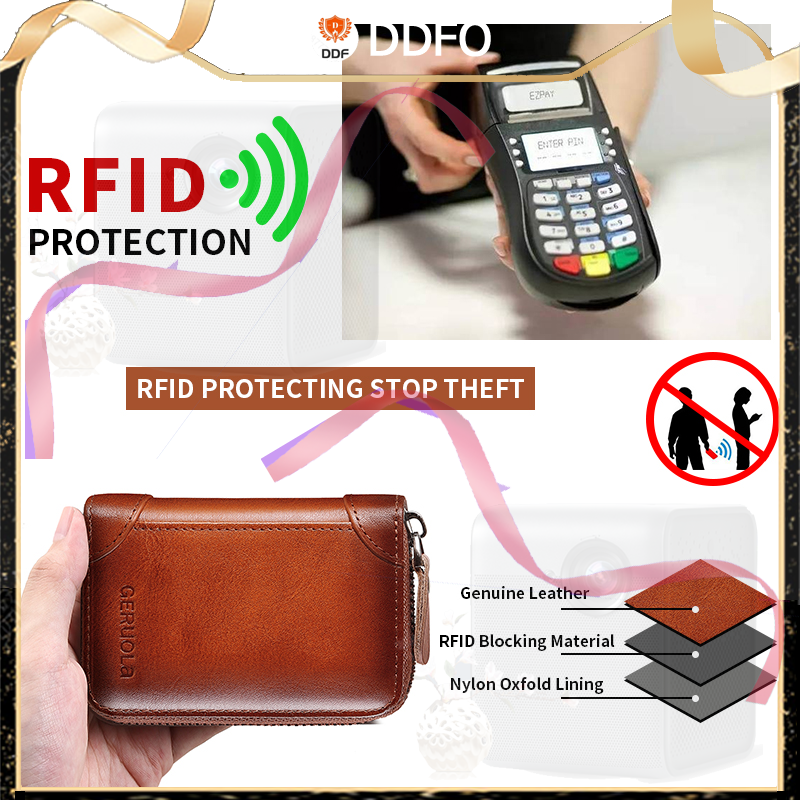 DDF
DDFO
RFID
PROTECTION
EZPAY
ENTER PIN
RFID PROTECTING STOP THEFT
GERUOLA
Genuine Leather
RFID Blocking Material
Nylon Oxfold Lining